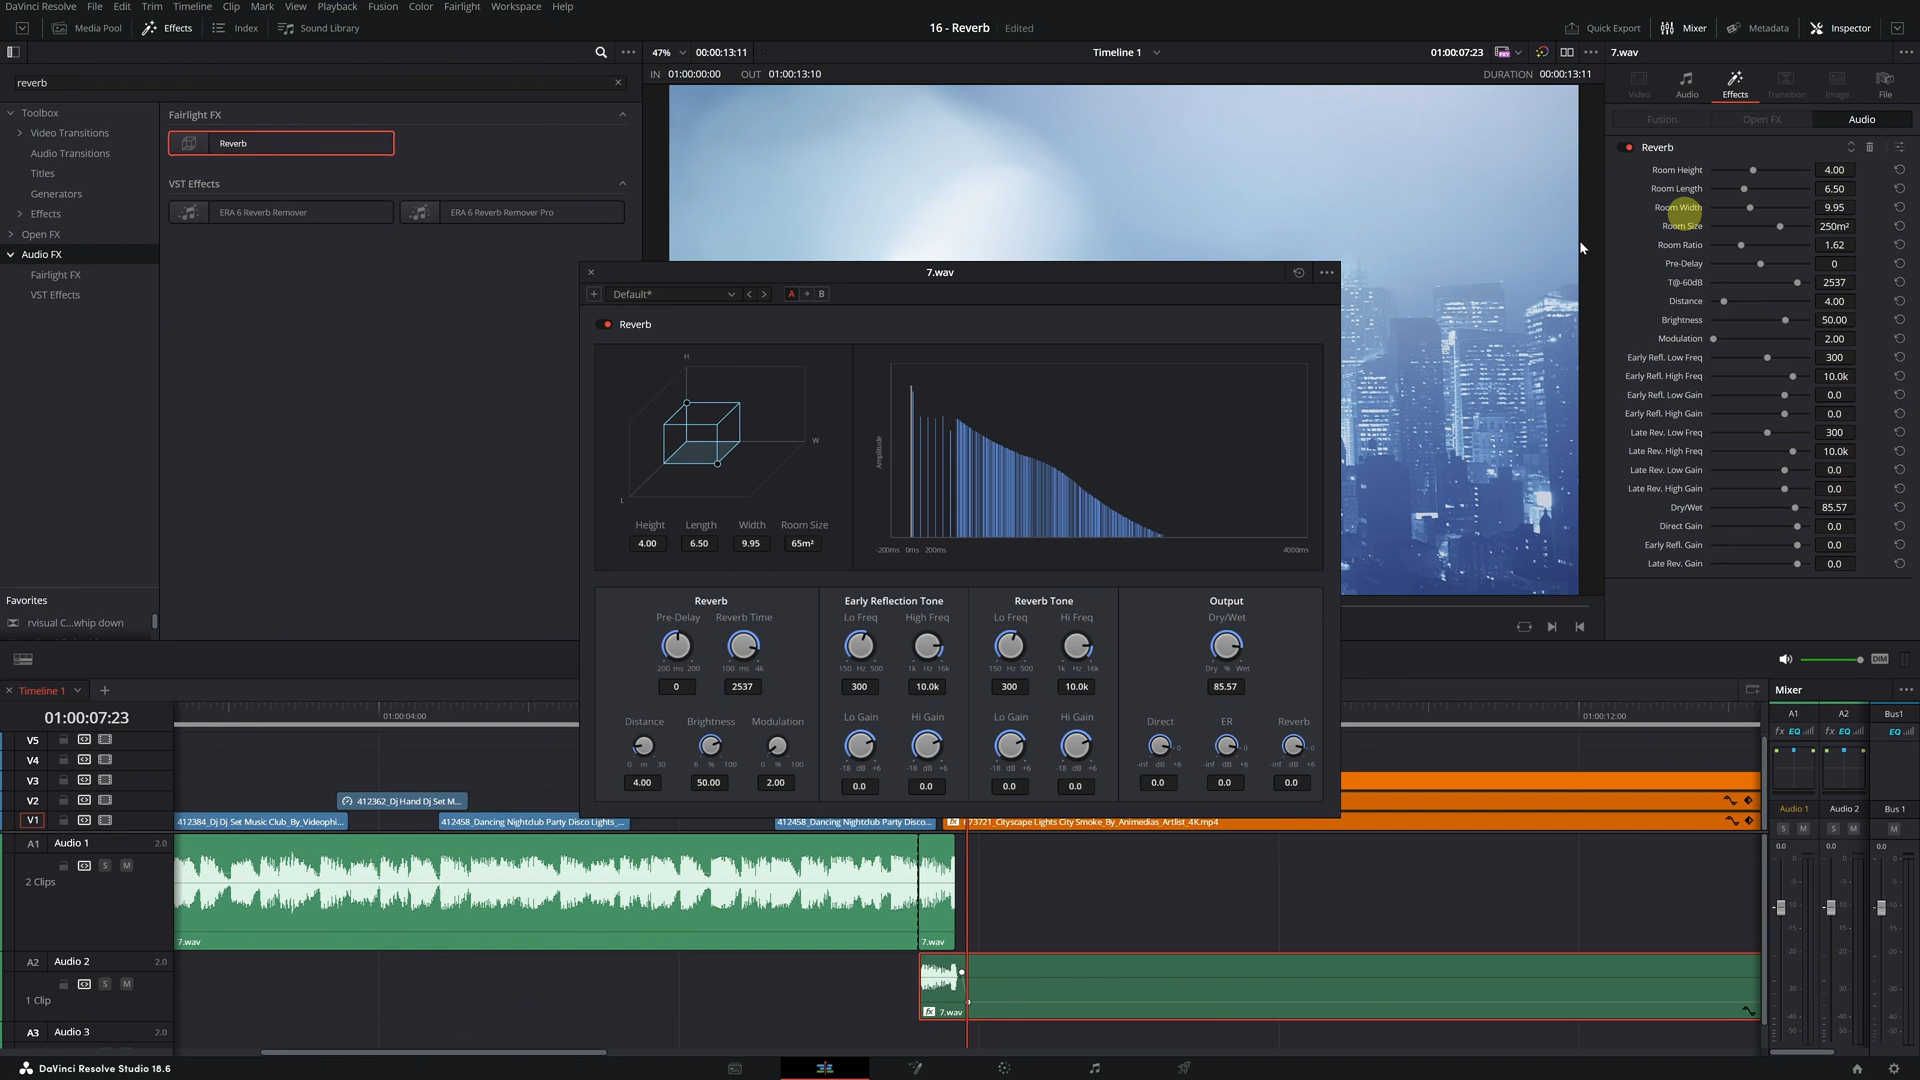 DaVinci Resolve File Edit Trim Timeline Clip Mark View Playback Fusion Color Fairlight Workspace Help
Media Pool Effects Index Sound Library
16 - Reverb Edited
Quick Export Mixer Metadata Inspector
47% 00:00:13:11
Timeline 1
01:00:07:23
7.wav
IN 01:00:00:00 OUT 01:00:13:10
DURATION 00:00:13:11
reverb
Video Audio Effects Transition Image File
Fusion Open FX Audio
Toolbox
Video Transitions
Audio Transitions
Titles
Generators
Effects
Open FX
Audio FX
Fairlight FX
VST Effects
Fairlight FX
Reverb
VST Effects
ERA 6 Reverb Remover
ERA 6 Reverb Remover Pro
Favorites
rvisual C...whip down
Reverb
Room Height 4.00
Room Length 6.50
Room Width 9.95
Room Size 250m²
Room Ratio 1.62
Pre-Delay 0
T@-60dB 2537
Distance 4.00
Brightness 50.00
Modulation 2.00
Early Refl. Low Freq 300
Early Refl. High Freq 10.0k
Early Refl. Low Gain 0.0
Early Refl. High Gain 0.0
Late Rev. Low Freq 300
Late Rev. High Freq 10.0k
Late Rev. Low Gain 0.0
Late Rev. High Gain 0.0
Dry/Wet 85.57
Direct Gain 0.0
Early Refl. Gain 0.0
Late Rev. Gain 0.0
7.wav
Default*
A B
Reverb
H
W
L
Height Length Width Room Size
4.00 6.50 9.95 65m²
Amplitude
-200ms 0ms 200ms 4000ms
Reverb
Pre-Delay Reverb Time
-200 ms 200 100 ms 4k
0 2537
Distance Brightness Modulation
0 m 30 6 % 100 0 % 100
4.00 50.00 2.00
Early Reflection Tone
Lo Freq High Freq
150 Hz 500 1k Hz 16k
300 10.0k
Lo Gain Hi Gain
-18 dB +6 -18 dB +6
0.0 0.0
Reverb Tone
Lo Freq Hi Freq
150 Hz 500 1k Hz 16k
300 10.0k
Lo Gain Hi Gain
-18 dB +6 -18 dB +6
0.0 0.0
Output
Dry/Wet
Dry % Wet
85.57
Direct ER Reverb
-0 -0 -0
-inf dB +6 -inf dB +6 -inf dB +6
0.0 0.0 0.0
DIM
Timeline 1
01:00:07:23
01:00:04:00
01:00:12:00
V5
V4
V3
V2
V1
412362_Dj Hand Dj Set M...
412384_Dj Dj Set Music Club_By_Videophi...
412458_Dancing Nightclub Party Disco Lights_...
412458_Dancing Nightclub Party Disco...
73721_Cityscape Lights City Smoke_By_Animedias_Artlist_4K.mp4
A1 Audio 1 2.0
S M
2 Clips
7.wav
7.wav
A2 Audio 2 2.0
S M
1 Clip
fx 7.wav
A3 Audio 3 2.0
Mixer
A1 A2 Bus1
fx EQ fx EQ EQ
Audio 1 Audio 2 Bus 1
S M S M M
0.0 0.0 0.0
DaVinci Resolve Studio 18.6